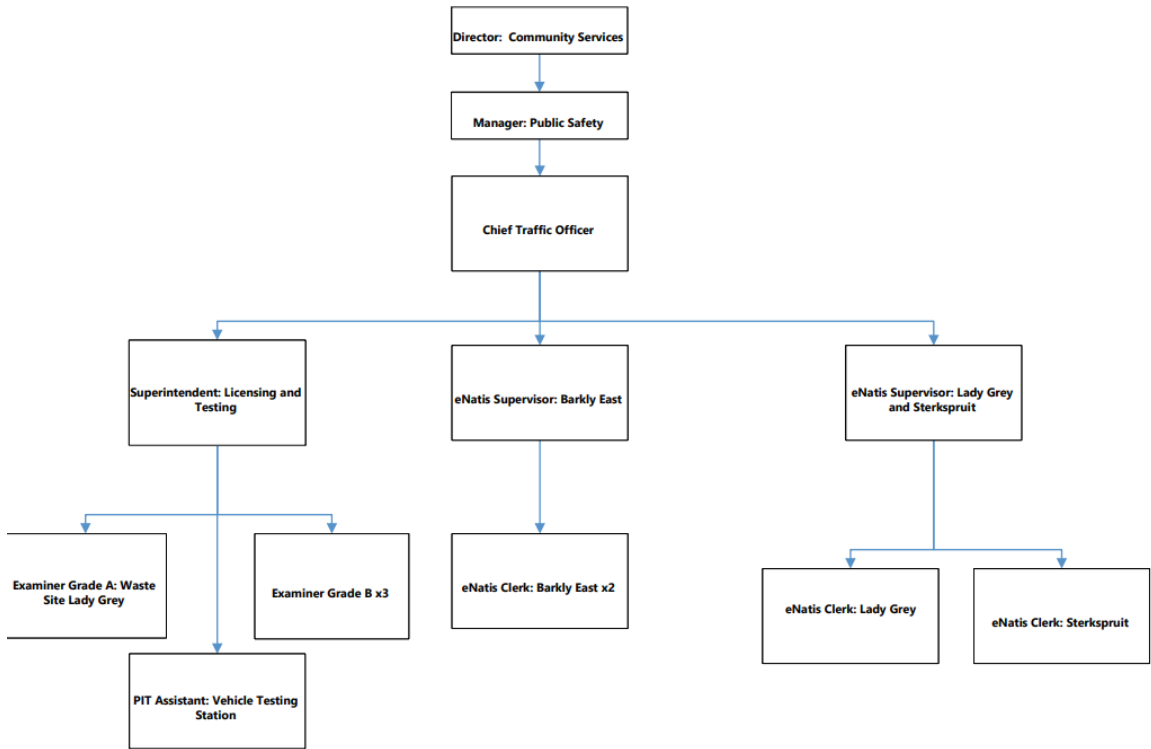 Director:  Community Services
Manager: Public Safety
Chief Traffic Officer
Superintendent: Licensing and
Testing
eNatis Supervisor: Barkly East
eNatis Supervisor: Lady Grey
and Sterkspruit
Examiner Grade A: Waste
Site Lady Grey
Examiner Grade B x3
eNatis Clerk: Barkly East x2
eNatis Clerk: Lady Grey
eNatis Clerk: Sterkspruit
PIT Assistant: Vehicle Testing
Station